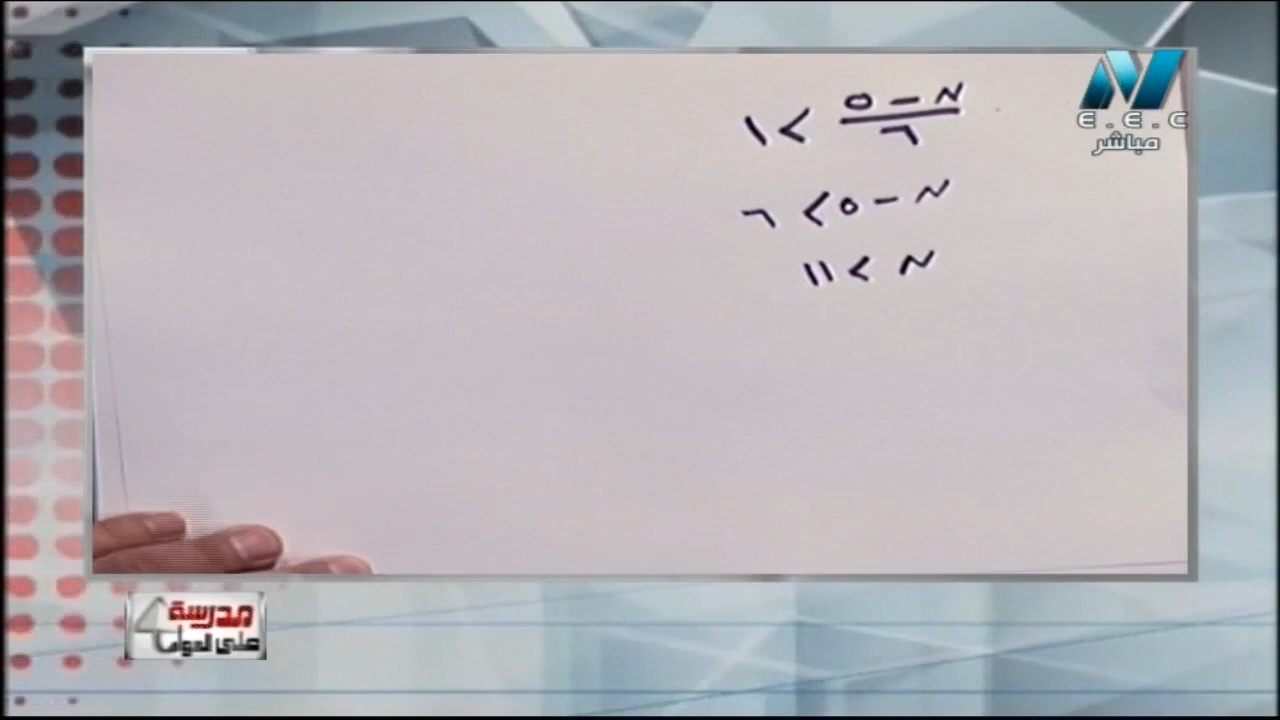 (ن - ٥)/٦ > ١
ن - ٥ > ٦
ن > ١١
E.E.C
مباشر
مدرسة
على الهواء